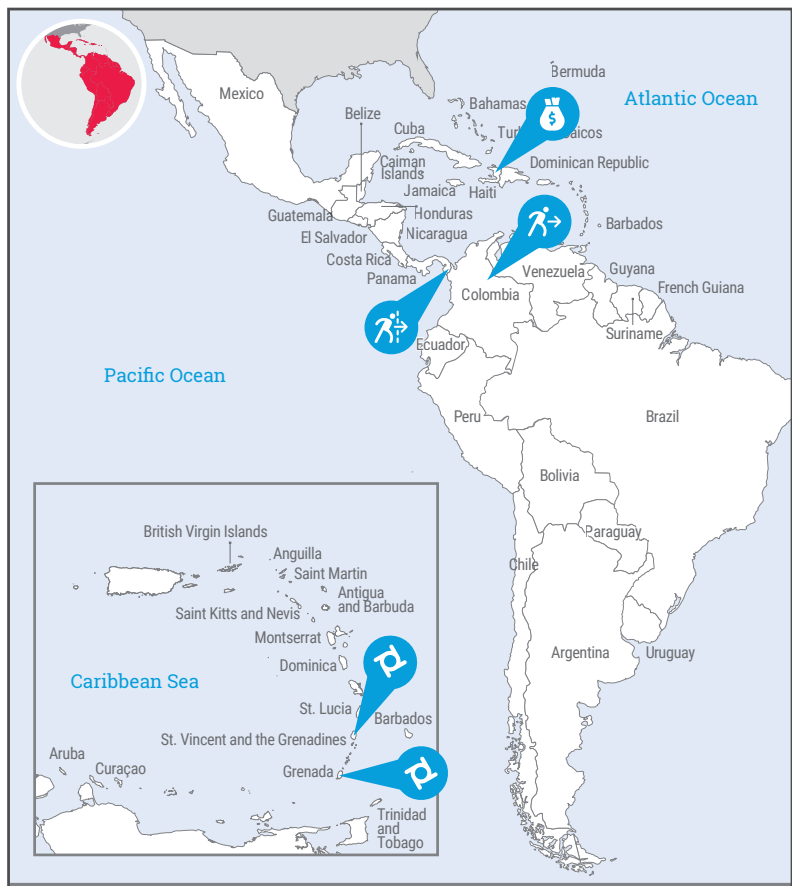 Bermuda
Atlantic Ocean
Mexico
Bahamas
Belize
$
Cuba
Caiman
Islands
Dominican Republic
Jamaica
Haiti
Guatemala
Honduras
El Salvador
Nicaragua
Barbados
Costa Rica
Panama
Venezuela
Guyana
Colombia
French Guiana
Suriname
Ecuador
Pacific Ocean
Peru
Brazil
Bolivia
Paraguay
Chile
Argentina
Uruguay
British Virgin Islands
Anguilla
Saint Martin
Antigua
and Barbuda
Saint Kitts and Nevis
Montserrat
Dominica
Caribbean Sea
St. Lucia
Barbados
St. Vincent and the Grenadines
Aruba
Curaçao
Grenada
Trinidad
and
Tobago